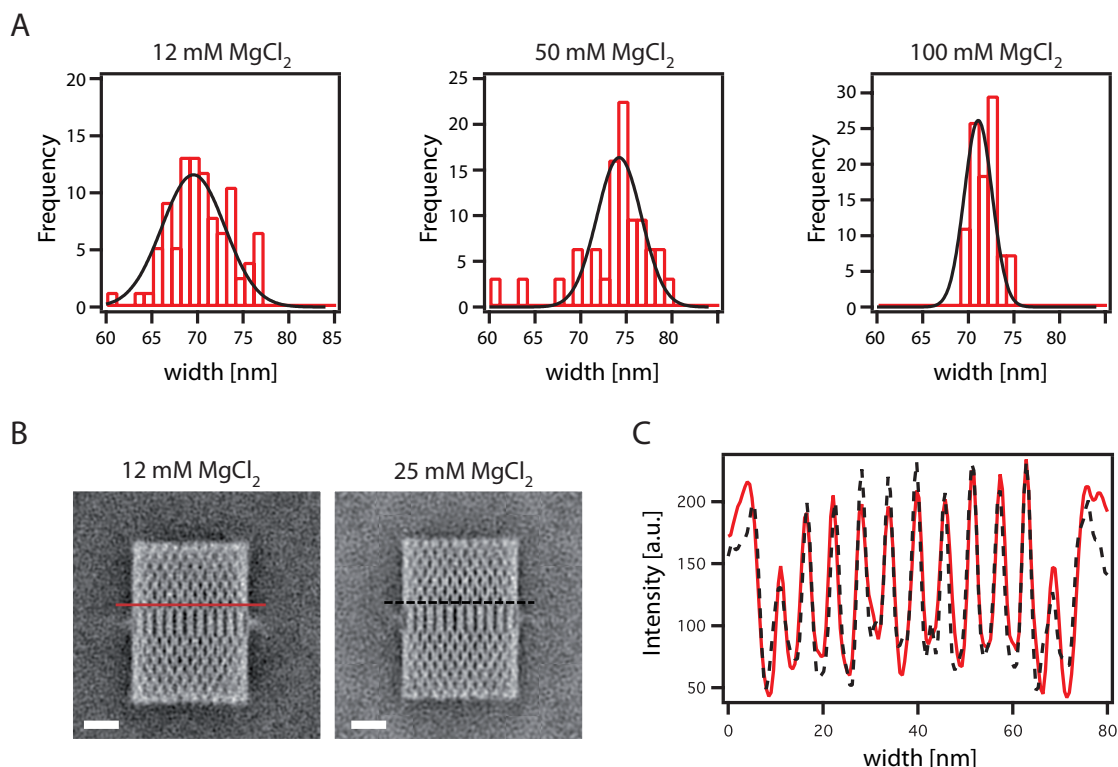 A
12 mM MgCl2
50 mM MgCl2
100 mM MgCl2
20
15
10
5
0
Frequency
60 65 70 75 80 85
width [nm]
25
20
15
10
5
0
Frequency
60 65 70 75 80
width [nm]
30
25
20
15
10
5
0
Frequency
60 65 70 75 80
width [nm]
B
12 mM MgCl2
25 mM MgCl2
C
200
150
100
50
Intensity [a.u.]
0 20 40 60 80
width [nm]